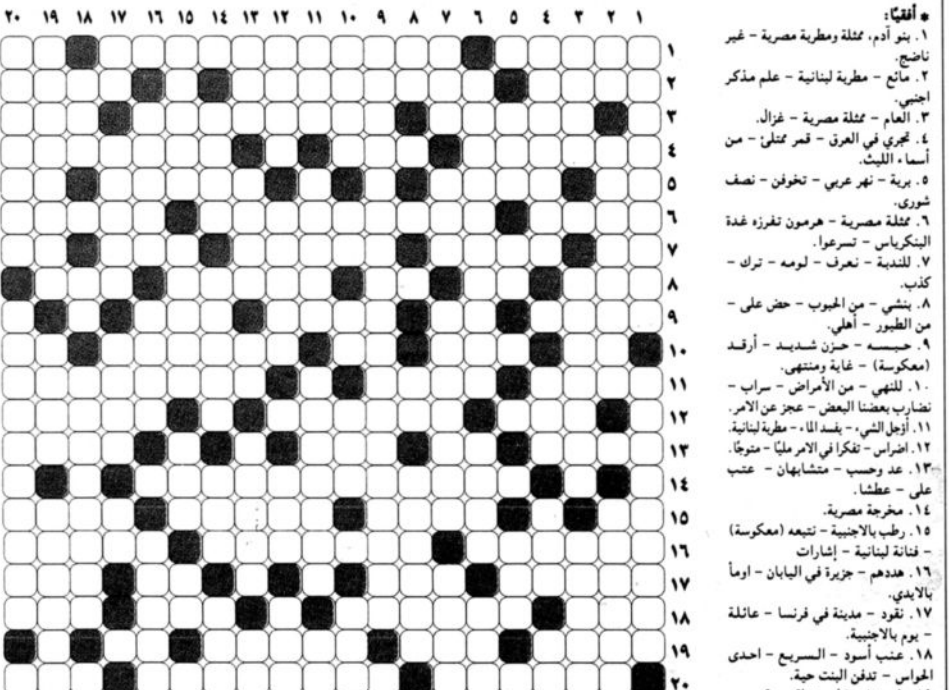 ٢٠ ١٩ ١٨ ١٧ ١٦ ١٥ ١٤ ١٣ ١٢ ١١ ١٠ ٩ ٨ ٧ ٦ ٥ ٤ ٣ ٢ ١
١
٢
٣
٤
٥
٦
٧
٨
٩
١٠
١١
١٢
١٣
١٤
١٥
١٦
١٧
١٨
١٩
٢٠
* أفقيًا:
١. بنو آدم، ممثلة ومطربة مصرية - غير
ناضج.
٢. مانع - مطربة لبنانية - علم مذكر
اجنبي.
٣. العام - ممثلة مصرية - غزال.
٤. تجري في العرق - قمر ممتلئ - من
أسماء الليث.
٥. برية - نهر عربي - تخوفن - نصف
شورى.
٦. ممثلة مصرية - هرمون تفرزه غدة
البنكرياس - تسرعوا.
٧. للندبة - نعرف - لومه - ترك -
كذب.
٨. ينشي - من الحبوب - حض على -
من الطيور - أهلي.
٩. حبسه - حزن شديد - أرقد
(معكوسة) - غاية ومنتهى.
١٠. للنهي - من الأمراض - سراب -
نضارب بعضنا البعض - عجز عن الامر.
١١. أؤجل الشيء - يفسد الماء - مطربة لبنانية.
١٢. اضراس - تفكرا في الامر مليًا - متوجًا.
١٣. عد وحسب - متشابهان - عتب
على - عطشا.
١٤. مخرجة مصرية.
١٥. رطب بالاجنبية - نتبعه (معكوسة)
- فنانة لبنانية - إشارات
١٦. هددهم - جزيرة في اليابان - اومأ
بالايدي.
١٧. نقود - مدينة في فرنسا - عائلة
- يوم بالاجنبية.
١٨. عنب أسود - السريع - احدى
الحواس - تدفن البنت حية.